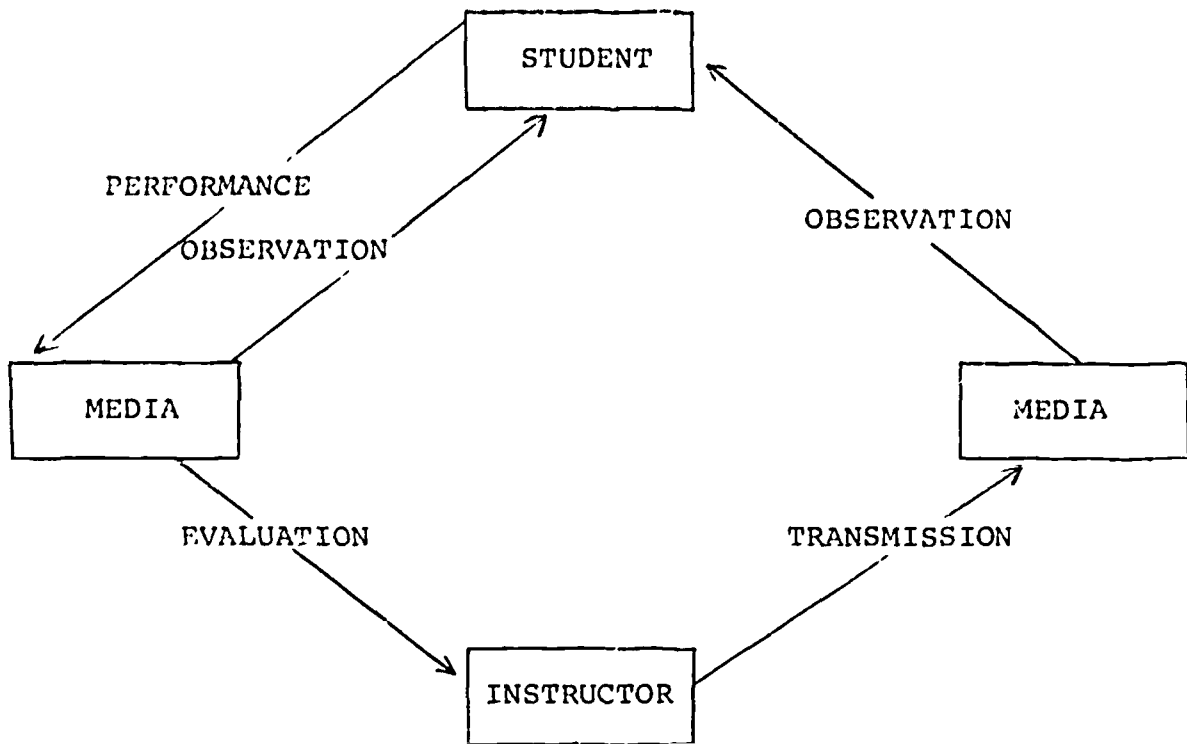 STUDENT
PERFORMANCE
OBSERVATION
OBSERVATION
MEDIA
MEDIA
EVALUATION
TRANSMISSION
INSTRUCTOR